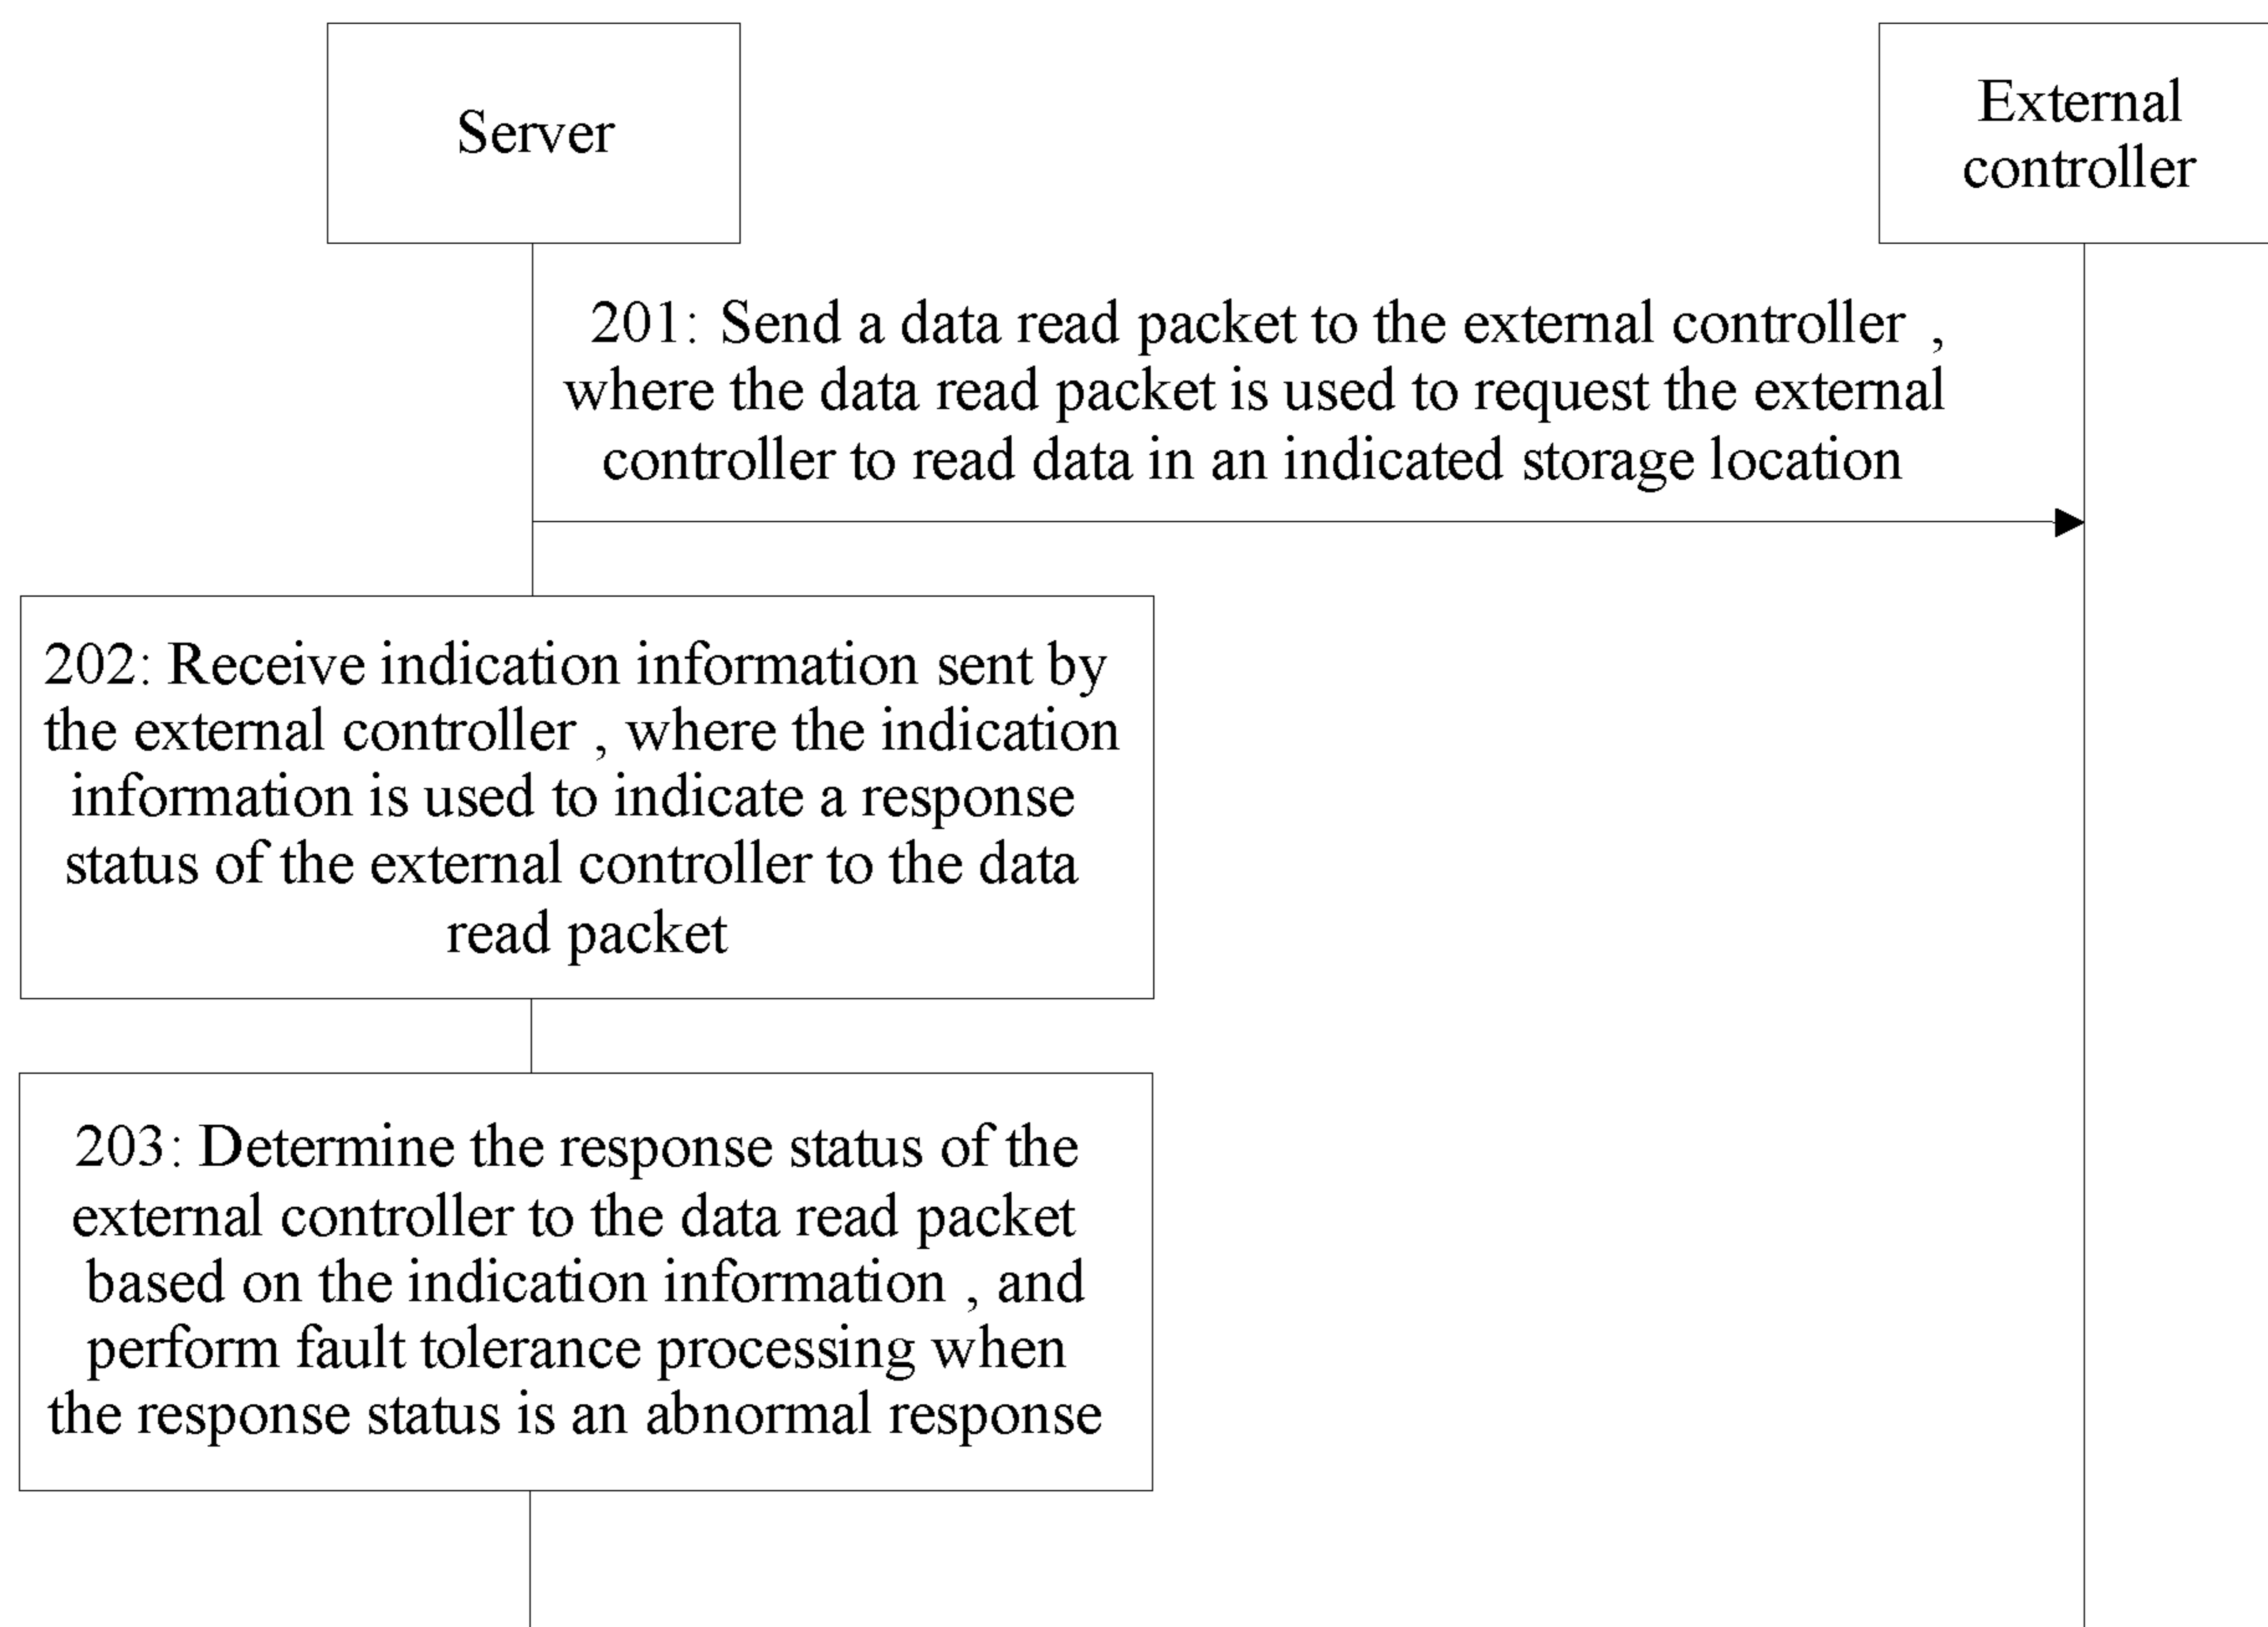 Server
External
controller
201: Send a data read packet to the external controller ,
where the data read packet is used to request the external
controller to read data in an indicated storage location
202: Receive indication information sent by
the external controller , where the indication
information is used to indicate a response
status of the external controller to the data
read packet
203: Determine the response status of the
external controller to the data read packet
based on the indication information , and
perform fault tolerance processing when
the response status is an abnormal response